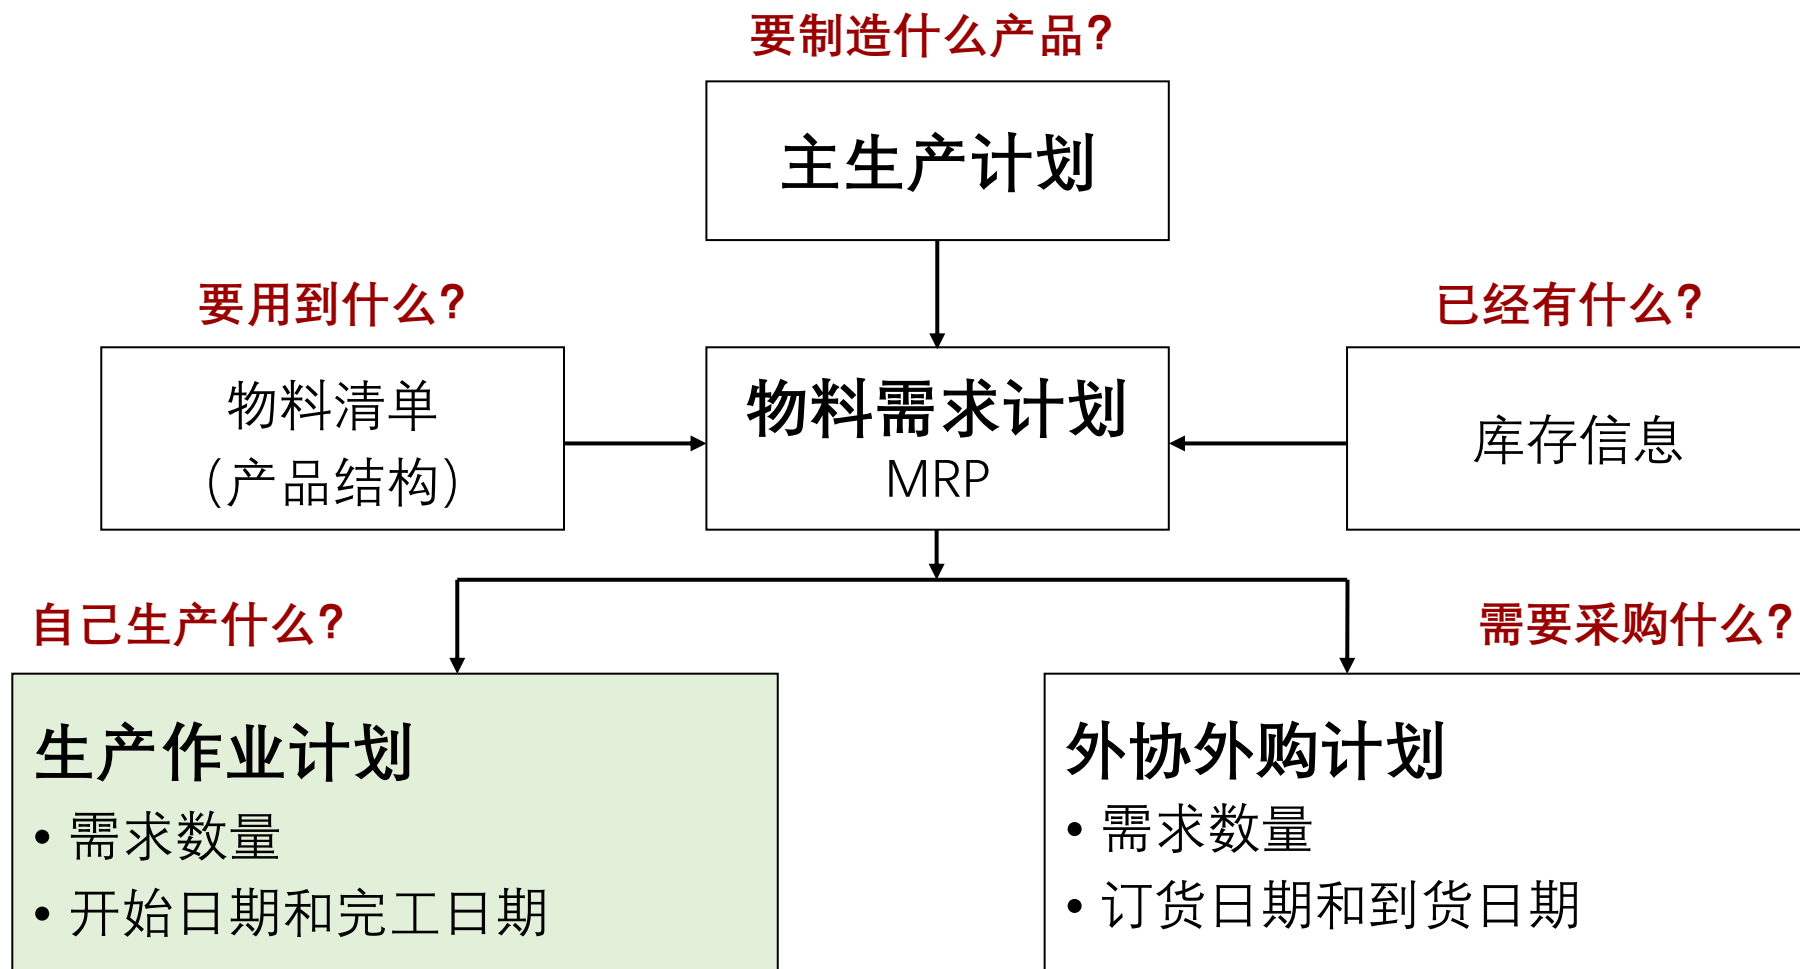 要制造什么产品?
主生产计划
要用到什么?
已经有什么?
物料清单
（产品结构）
物料需求计划
MRP
库存信息
自己生产什么?
需要采购什么?
生产作业计划
• 需求数量
• 开始日期和完工日期
外协外购计划
• 需求数量
• 订货日期和到货日期